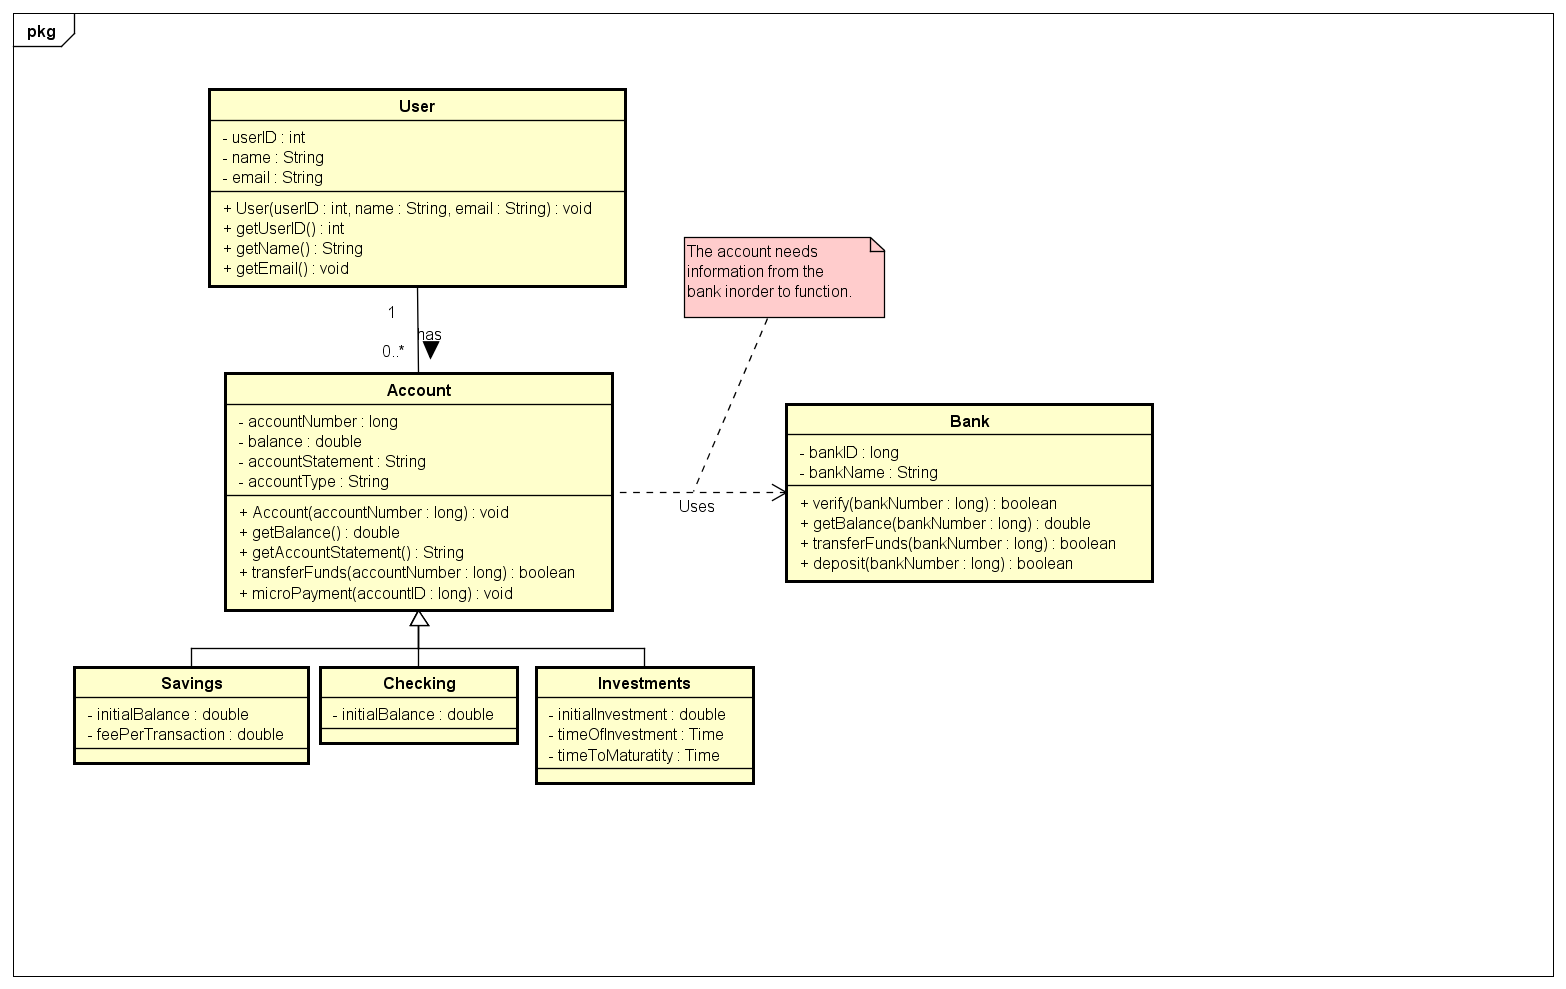 pkg
User
- userID : int
- name : String
- email : String
+ User(userID : int, name : String, email : String) : void
+ getUserID() : int
+ getName() : String
+ getEmail() : void
The account needs
information from the
bank inorder to function.
1
has
0..*
Account
- accountNumber : long
- balance : double
- accountStatement : String
- accountType : String
+ Account(accountNumber : long) : void
+ getBalance() : double
+ getAccountStatement() : String
+ transferFunds(accountNumber : long) : boolean
+ microPayment(accountID : long) : void
Uses
Bank
- bankID : long
- bankName : String
+ verify(bankNumber : long) : boolean
+ getBalance(bankNumber : long) : double
+ transferFunds(bankNumber : long) : boolean
+ deposit(bankNumber : long) : boolean
Savings
- initialBalance : double
- feePerTransaction : double
Checking
- initialBalance : double
Investments
- initialInvestment : double
- timeOfInvestment : Time
- timeToMaturatity : Time